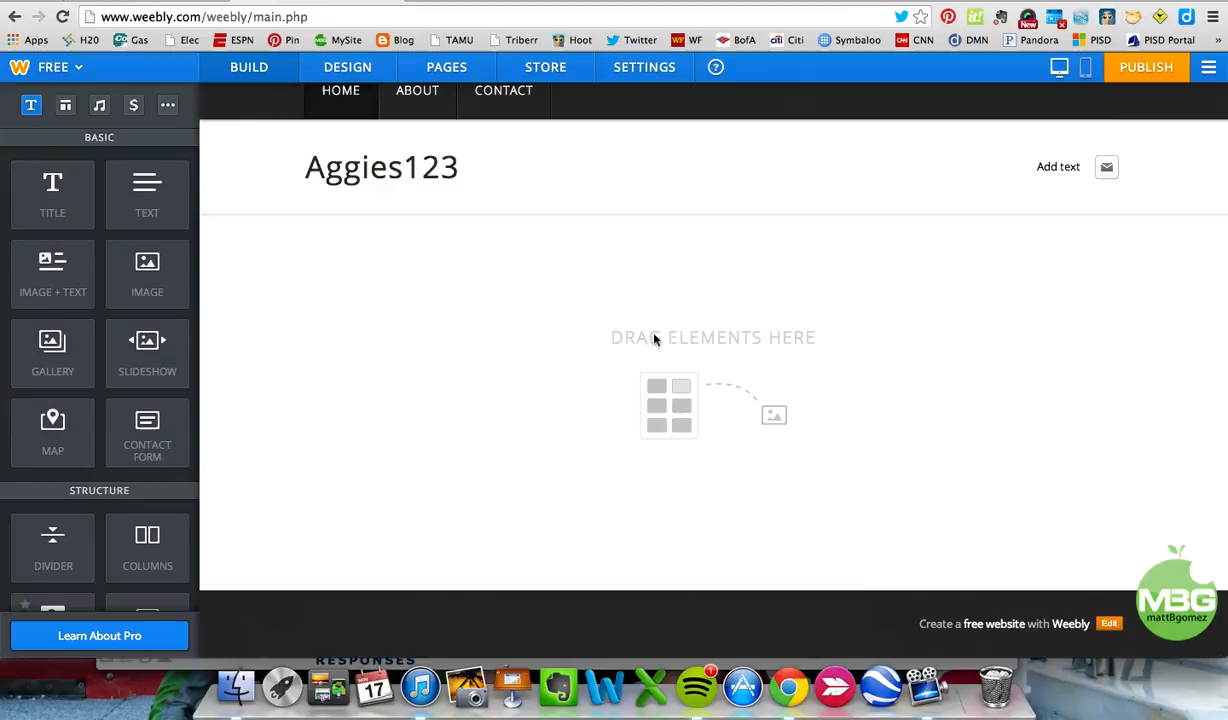 www.weebly.com/weebly/main.php
Apps H20 Gas Elec ESPN Pin MySite Blog TAMU Triberr Hoot Twitter WF BofA Citi Symbaloo CNN DMN Pandora PISD PISD Portal
FREE BUILD DESIGN PAGES STORE SETTINGS ? PUBLISH
HOME ABOUT CONTACT
BASIC
Aggies123
Add text
TITLE TEXT
IMAGE + TEXT IMAGE
DRAG ELEMENTS HERE
GALLERY SLIDESHOW
MAP CONTACT FORM
STRUCTURE
DIVIDER COLUMNS
MBG
mattBgomez
Create a free website with Weebly Edit
Learn About Pro
RESPONSES
NOV 17
1